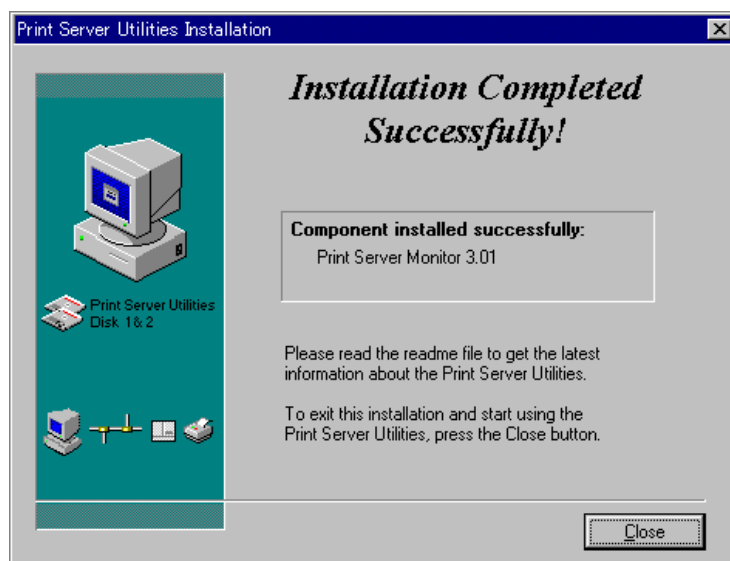 Print Server Utilities Installation
Installation Completed
Successfully!
Component installed successfully:
Print Server Monitor 3.01
Print Server Utilities
Disk 1 & 2
Please read the readme file to get the latest
information about the Print Server Utilities.
To exit this installation and start using the
Print Server Utilities, press the Close button.
Close